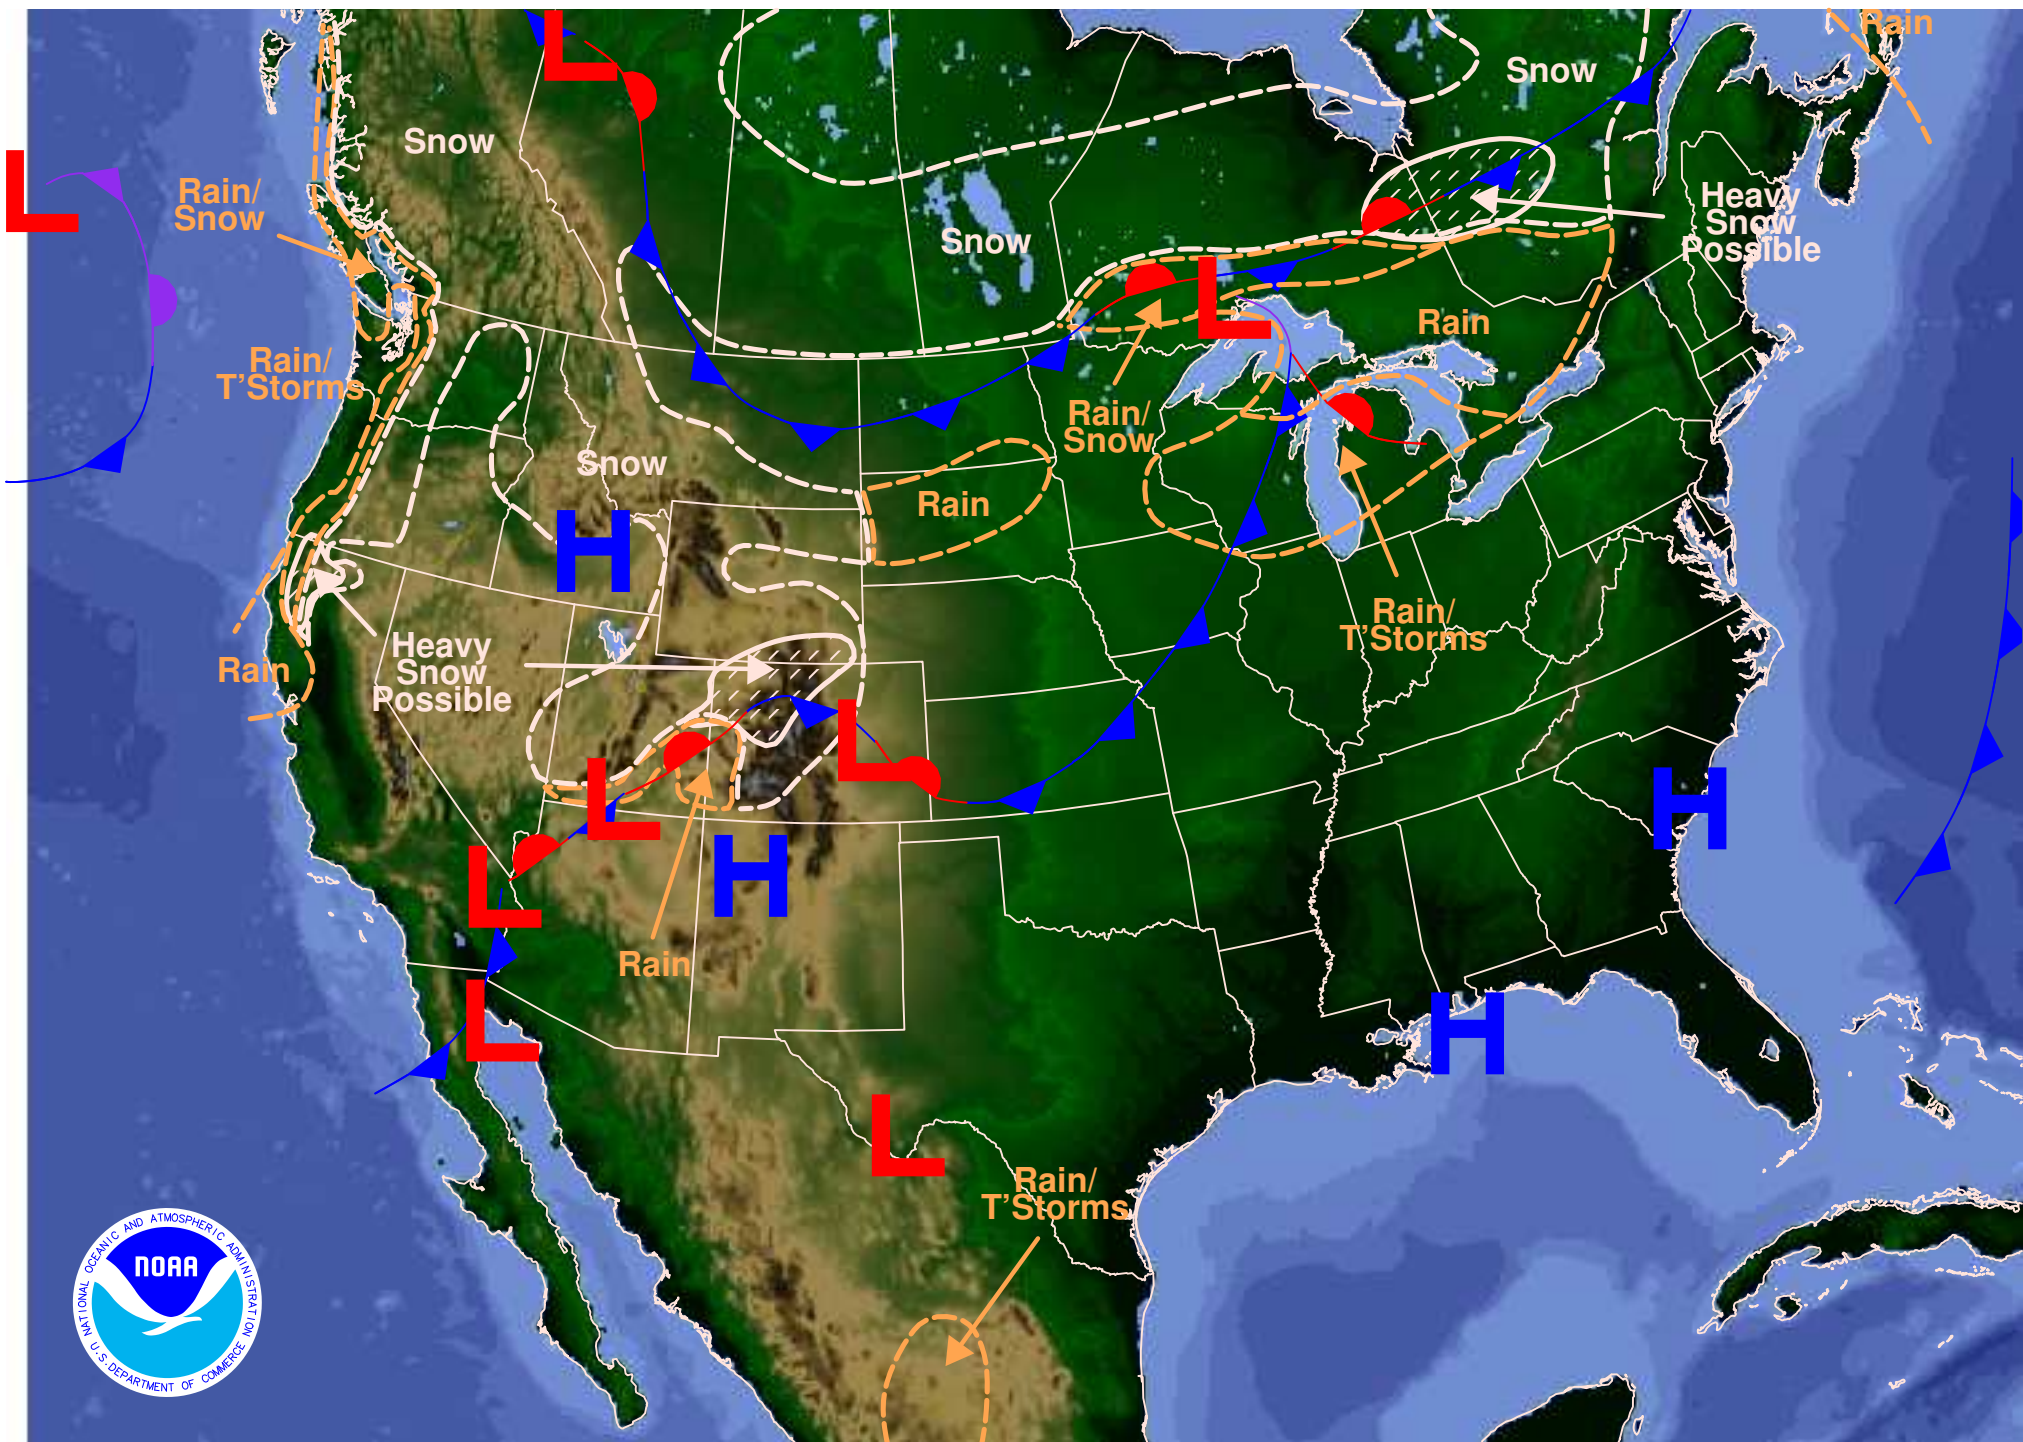 L
Rain
Snow
Snow
L
Rain/
Snow
Heavy
Snow
Possible
Snow
L
Rain
Rain/
T'Storms
Rain/
Snow
Snow
Rain
H
Rain/
T'Storms
Heavy
Snow
Possible
Rain
L
L
H
H
L
Rain
L
H
L
Rain/
T'Storms
NATIONAL OCEANIC AND ATMOSPHERIC ADMINISTRATION
NOAA
U.S. DEPARTMENT OF COMMERCE